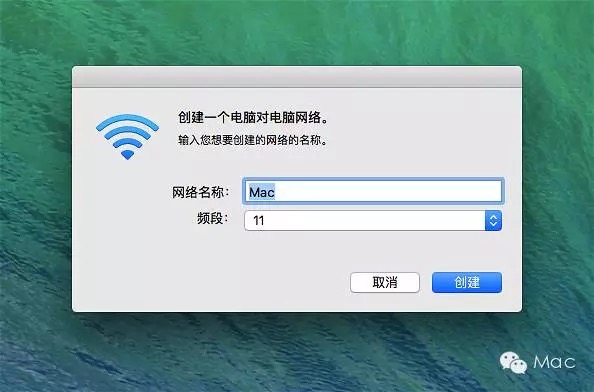 创建一个电脑对电脑网络。
输入您想要创建的网络的名称。
网络名称： Mac
频段： 11
取消 创建
Mac